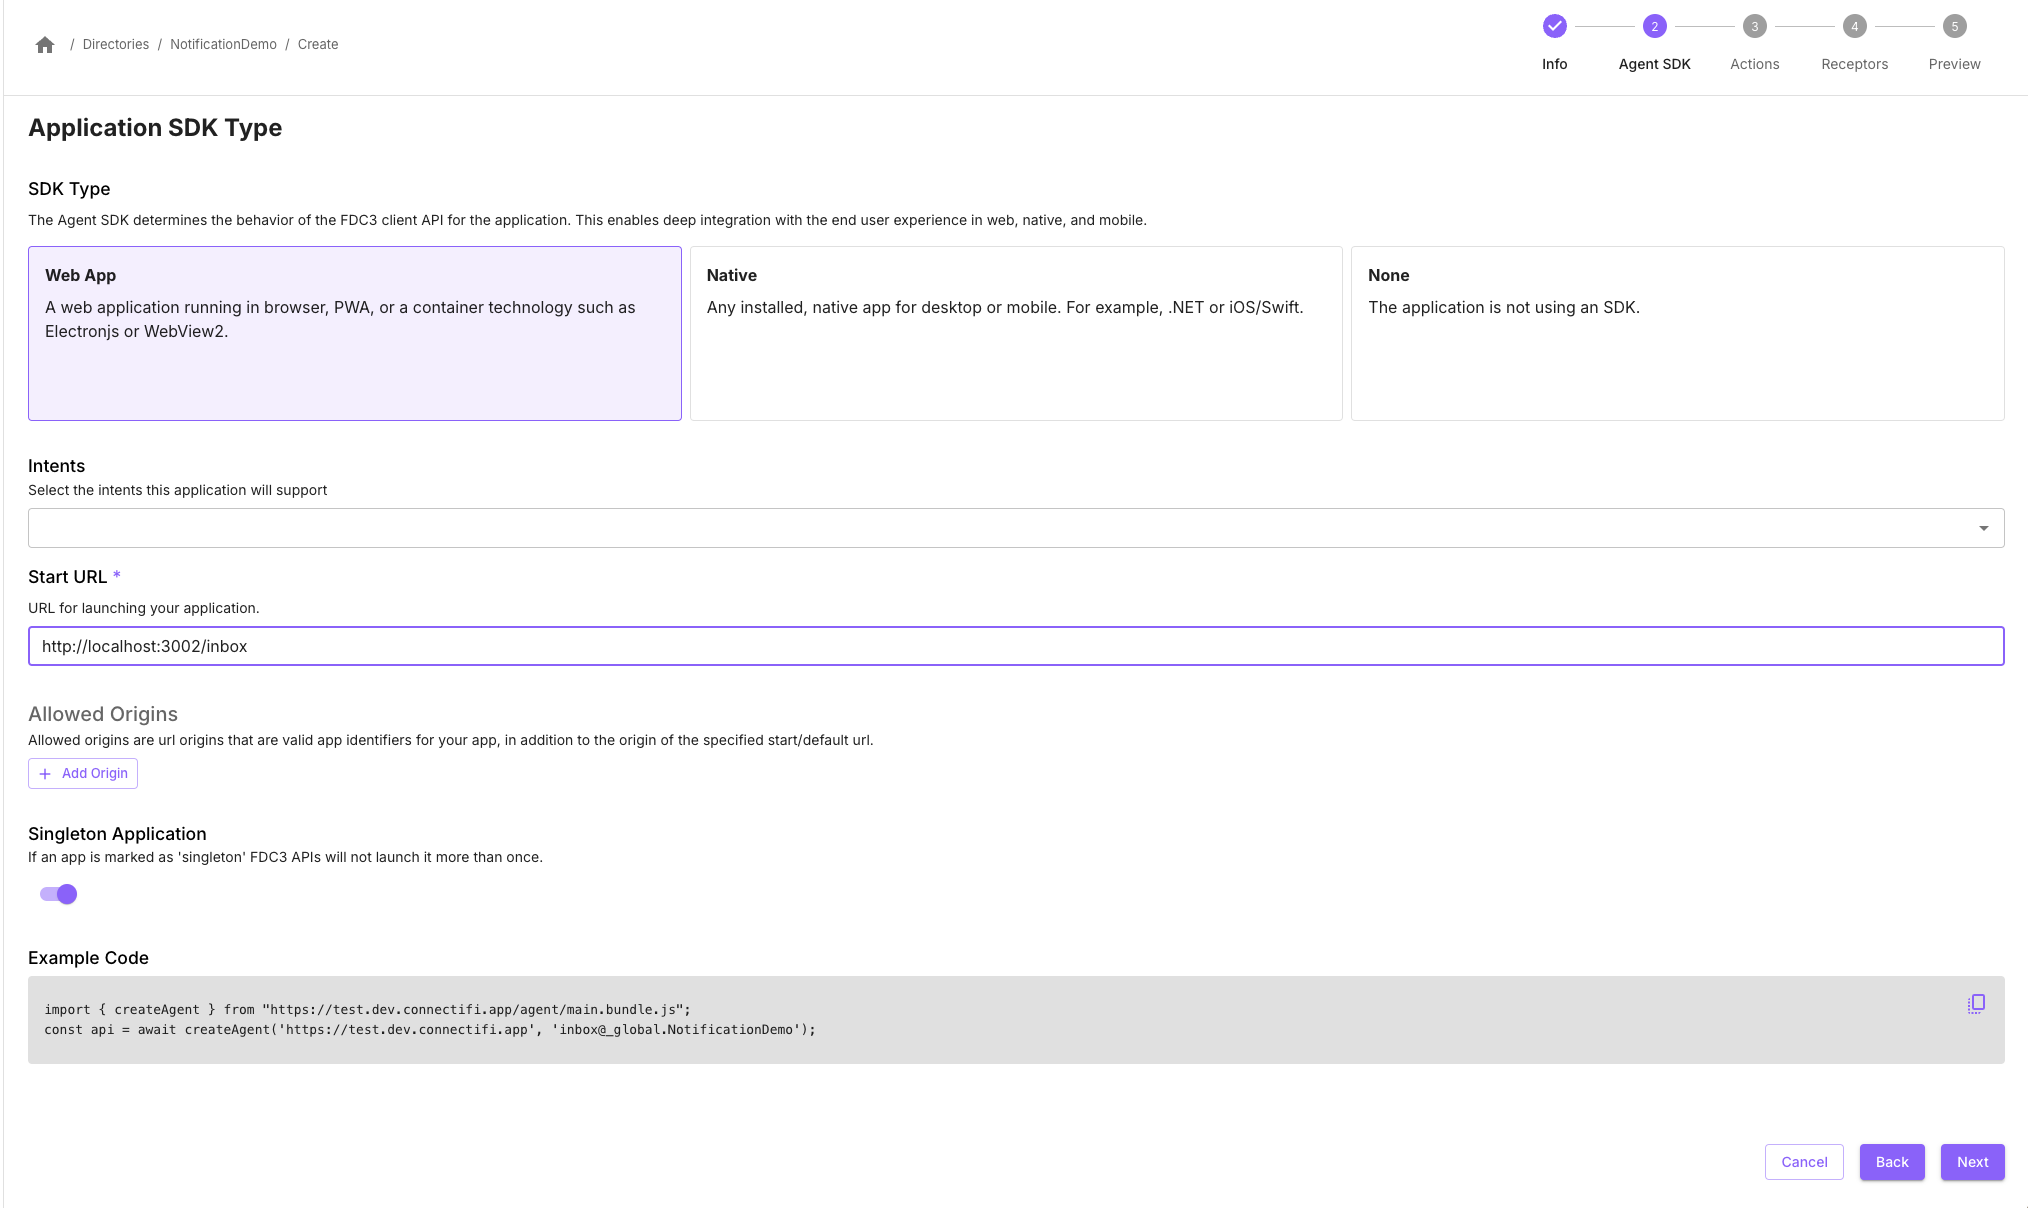 / Directories / NotificationDemo / Create
2 3 4 5
Info Agent SDK Actions Receptors Preview
Application SDK Type
SDK Type
The Agent SDK determines the behavior of the FDC3 client API for the application. This enables deep integration with the end user experience in web, native, and mobile.
Web App
A web application running in browser, PWA, or a container technology such as
Electronjs or WebView2.
Native
Any installed, native app for desktop or mobile. For example, .NET or iOS/Swift.
None
The application is not using an SDK.
Intents
Select the intents this application will support
Start URL *
URL for launching your application.
http://localhost:3002/inbox
Allowed Origins
Allowed origins are url origins that are valid app identifiers for your app, in addition to the origin of the specified start/default url.
+ Add Origin
Singleton Application
If an app is marked as 'singleton' FDC3 APIs will not launch it more than once.
Example Code
import { createAgent } from "https://test.dev.connectifi.app/agent/main.bundle.js";
const api = await createAgent('https://test.dev.connectifi.app', 'inbox@_global.NotificationDemo');
Cancel Back Next